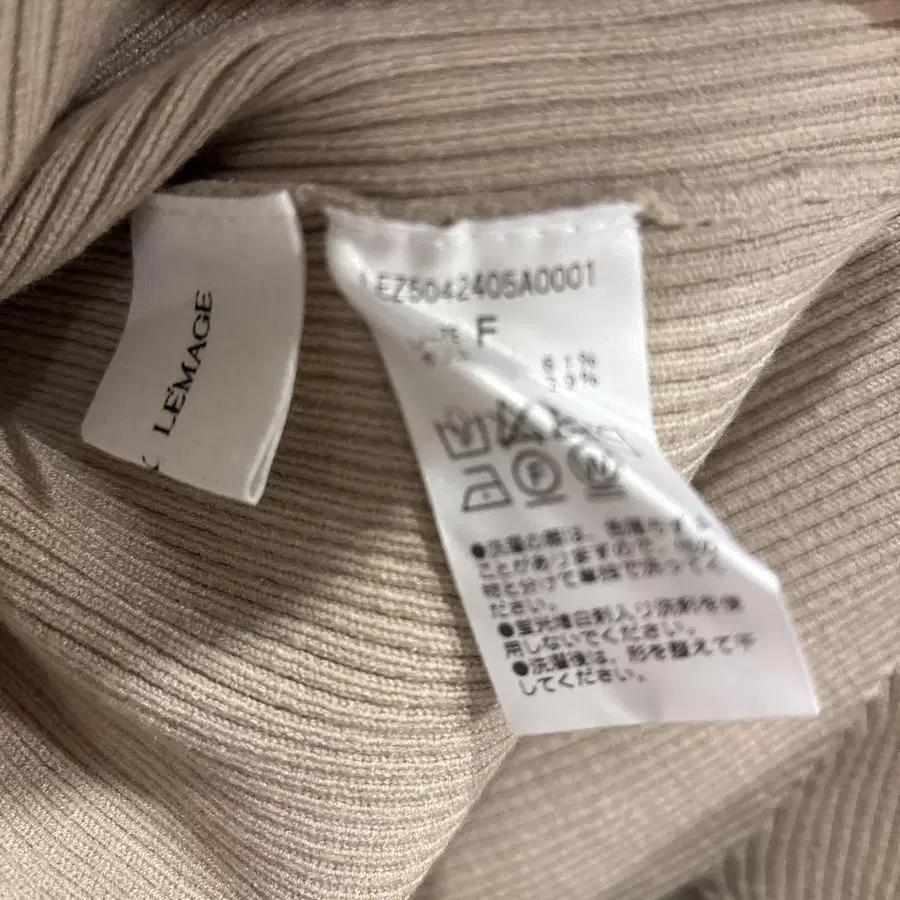 LE'MAGE
EZ5042405A0001
F
61%
39%
F
●洗濯の際は、色落ちする
ことがありますので、他の
物と分けて単独で洗ってく
ださい。
●蛍光増白剤入り洗剤を使
用しないでください。
●洗濯後は、形を整えて干
してください。